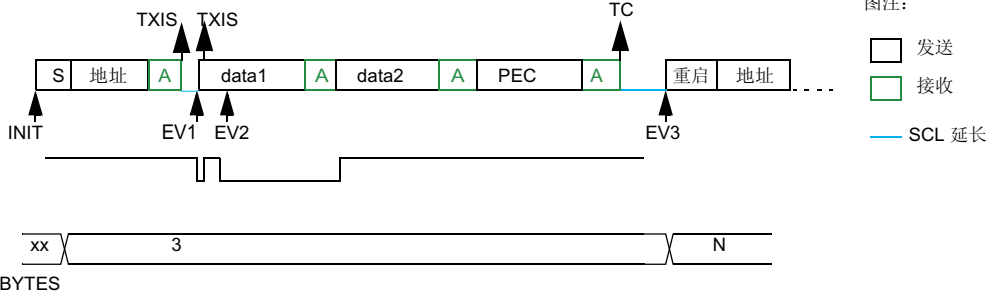 图注:
TC
TXIS TXIS
发送
S 地址 A data1 A data2 A PEC A 重启 地址
接收
INIT EV1 EV2 EV3
SCL 延长
xx 3 N
BYTES